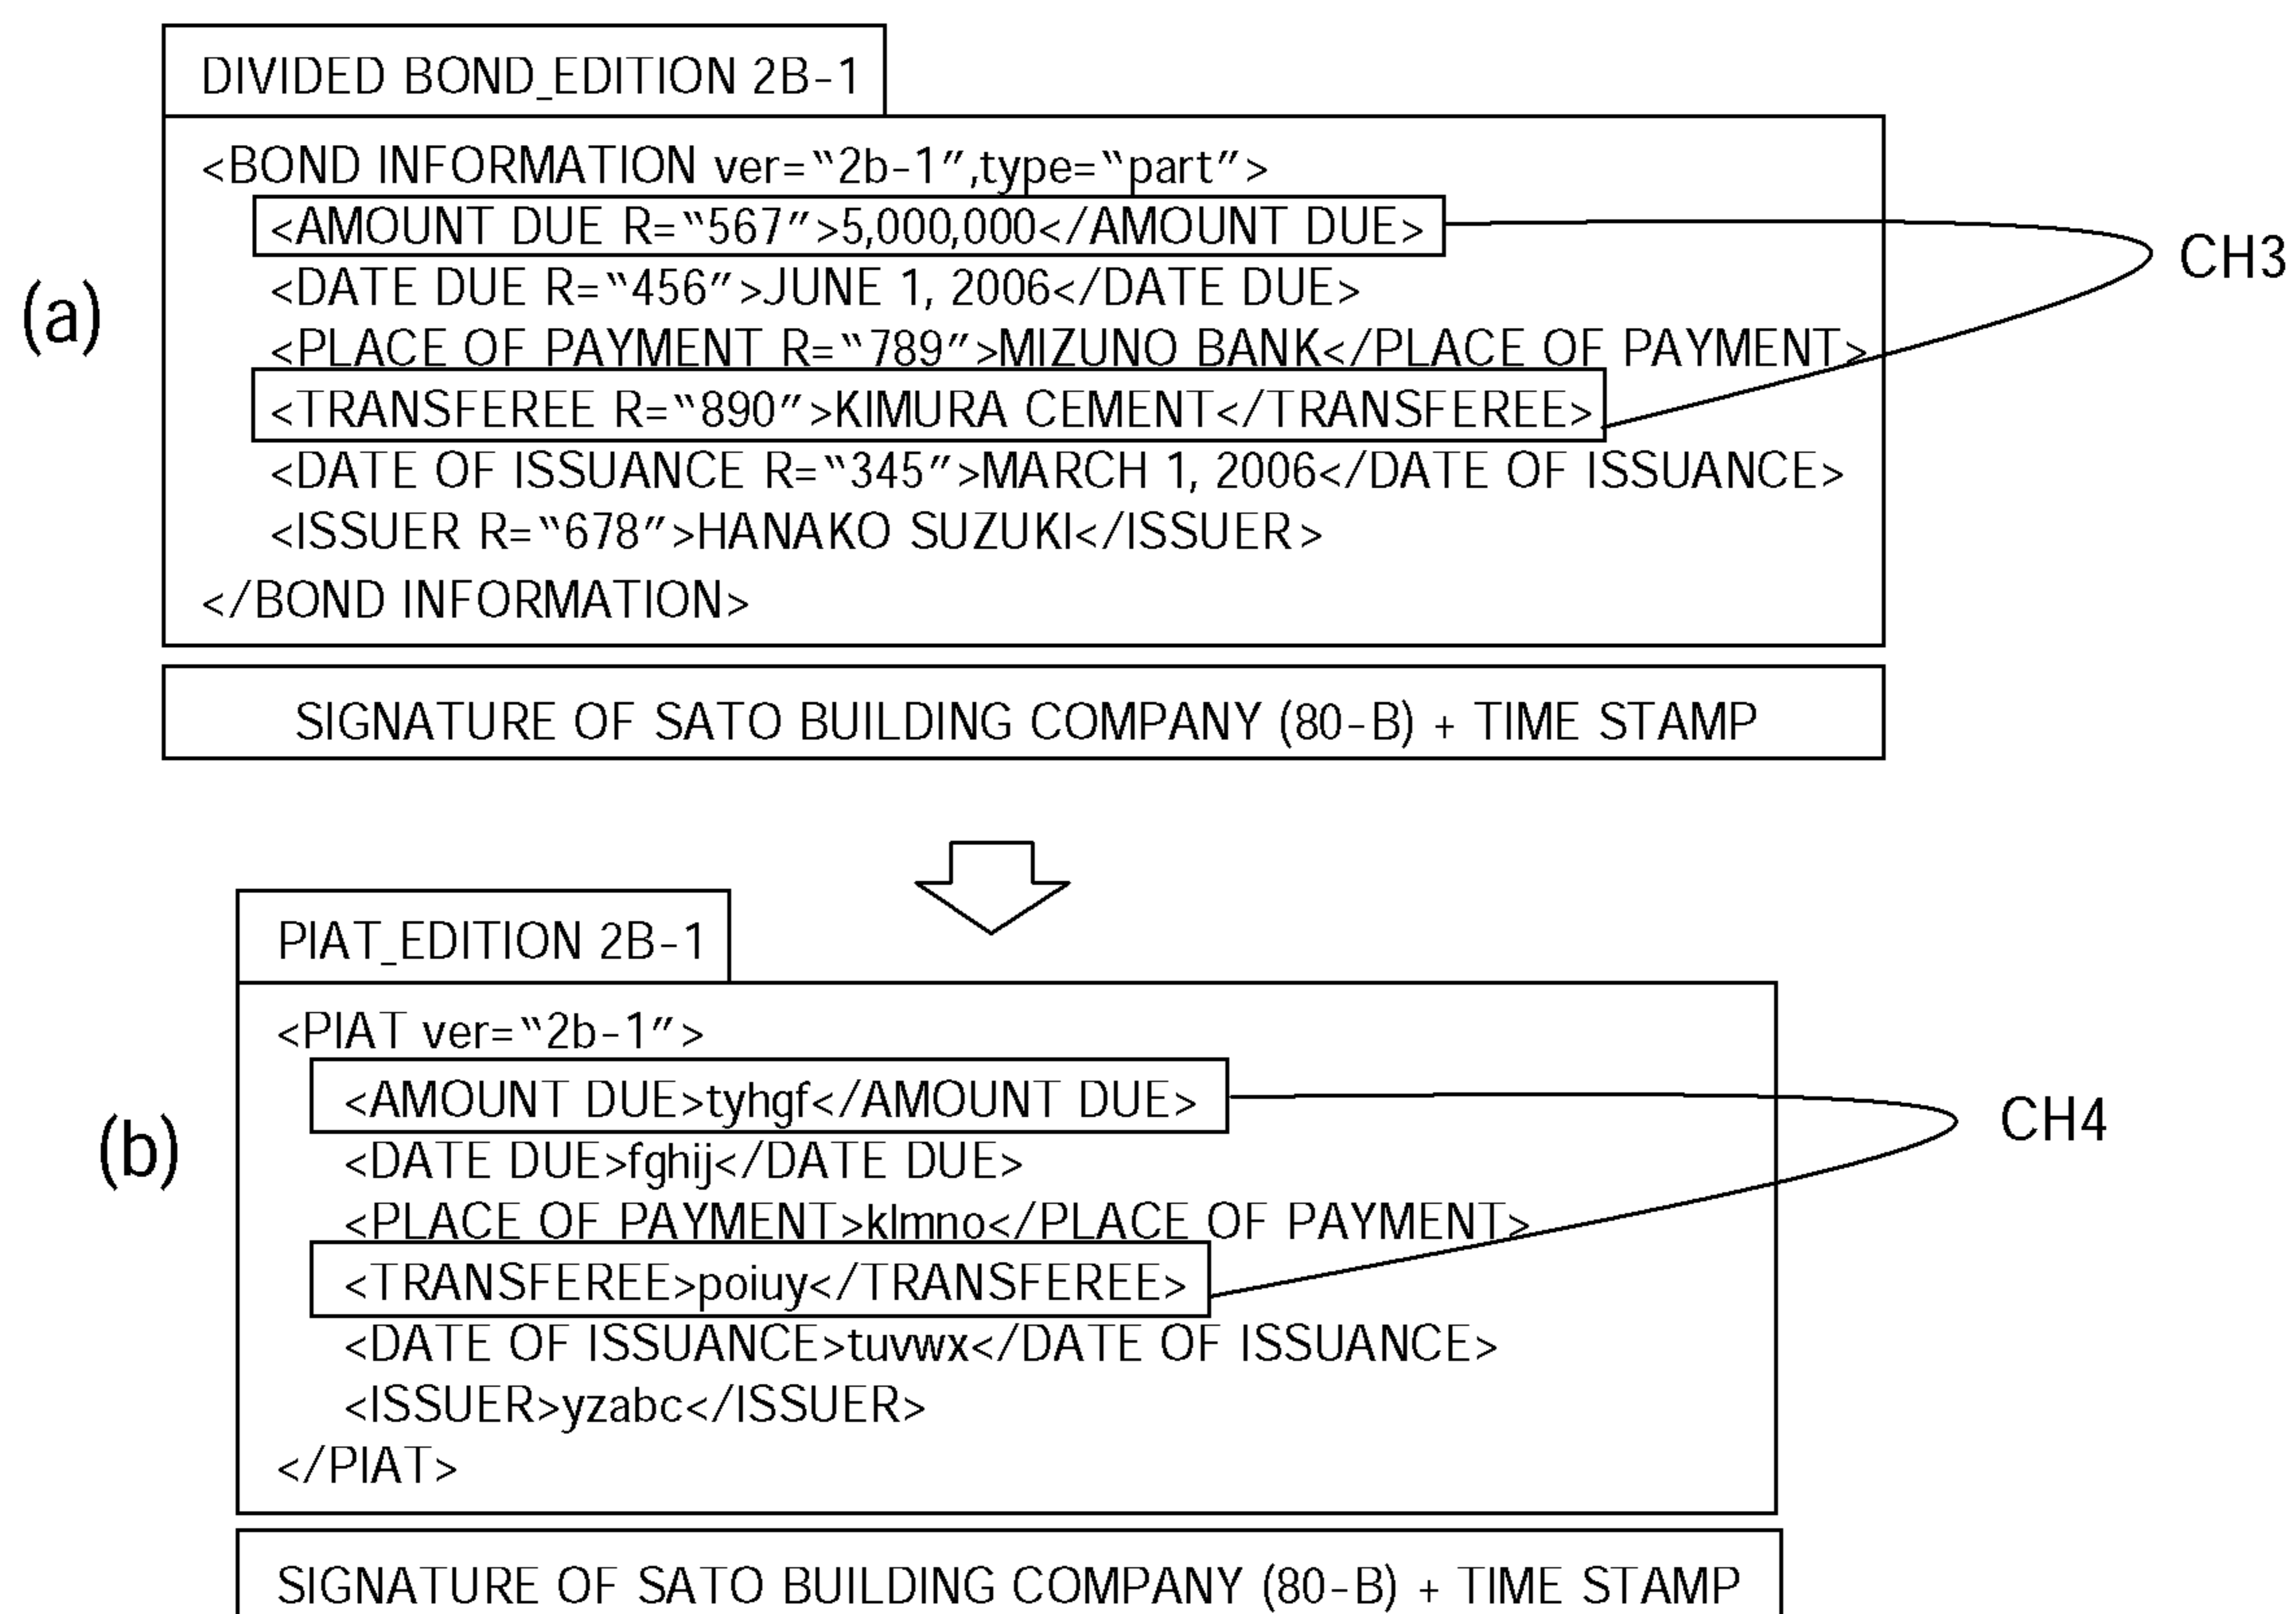 DIVIDED BOND_EDITION 2B-1
<BOND INFORMATION ver=“2b-1”,type=“part”>
<AMOUNT DUE R=“567”>5,000,000</AMOUNT DUE>
CH3
<DATE DUE R=“456”>JUNE 1, 2006</DATE DUE>
(a)
<PLACE OF PAYMENT R=“789”>MIZUNO BANK</PLACE OF PAYMENT>
<TRANSFEREE R=“890”>KIMURA CEMENT</TRANSFEREE>
<DATE OF ISSUANCE R=“345”>MARCH 1, 2006</DATE OF ISSUANCE>
<ISSUER R=“678”>HANAKO SUZUKI</ISSUER>
</BOND INFORMATION>
SIGNATURE OF SATO BUILDING COMPANY (80-B) + TIME STAMP
PIAT_EDITION 2B-1
<PIAT ver=“2b-1”>
<AMOUNT DUE>tyhgf</AMOUNT DUE>
CH4
(b)
<DATE DUE>fghij</DATE DUE>
<PLACE OF PAYMENT>klmno</PLACE OF PAYMENT>
<TRANSFEREE>poiuy</TRANSFEREE>
<DATE OF ISSUANCE>tuvwx</DATE OF ISSUANCE>
<ISSUER>yzabc</ISSUER>
</PIAT>
SIGNATURE OF SATO BUILDING COMPANY (80-B) + TIME STAMP